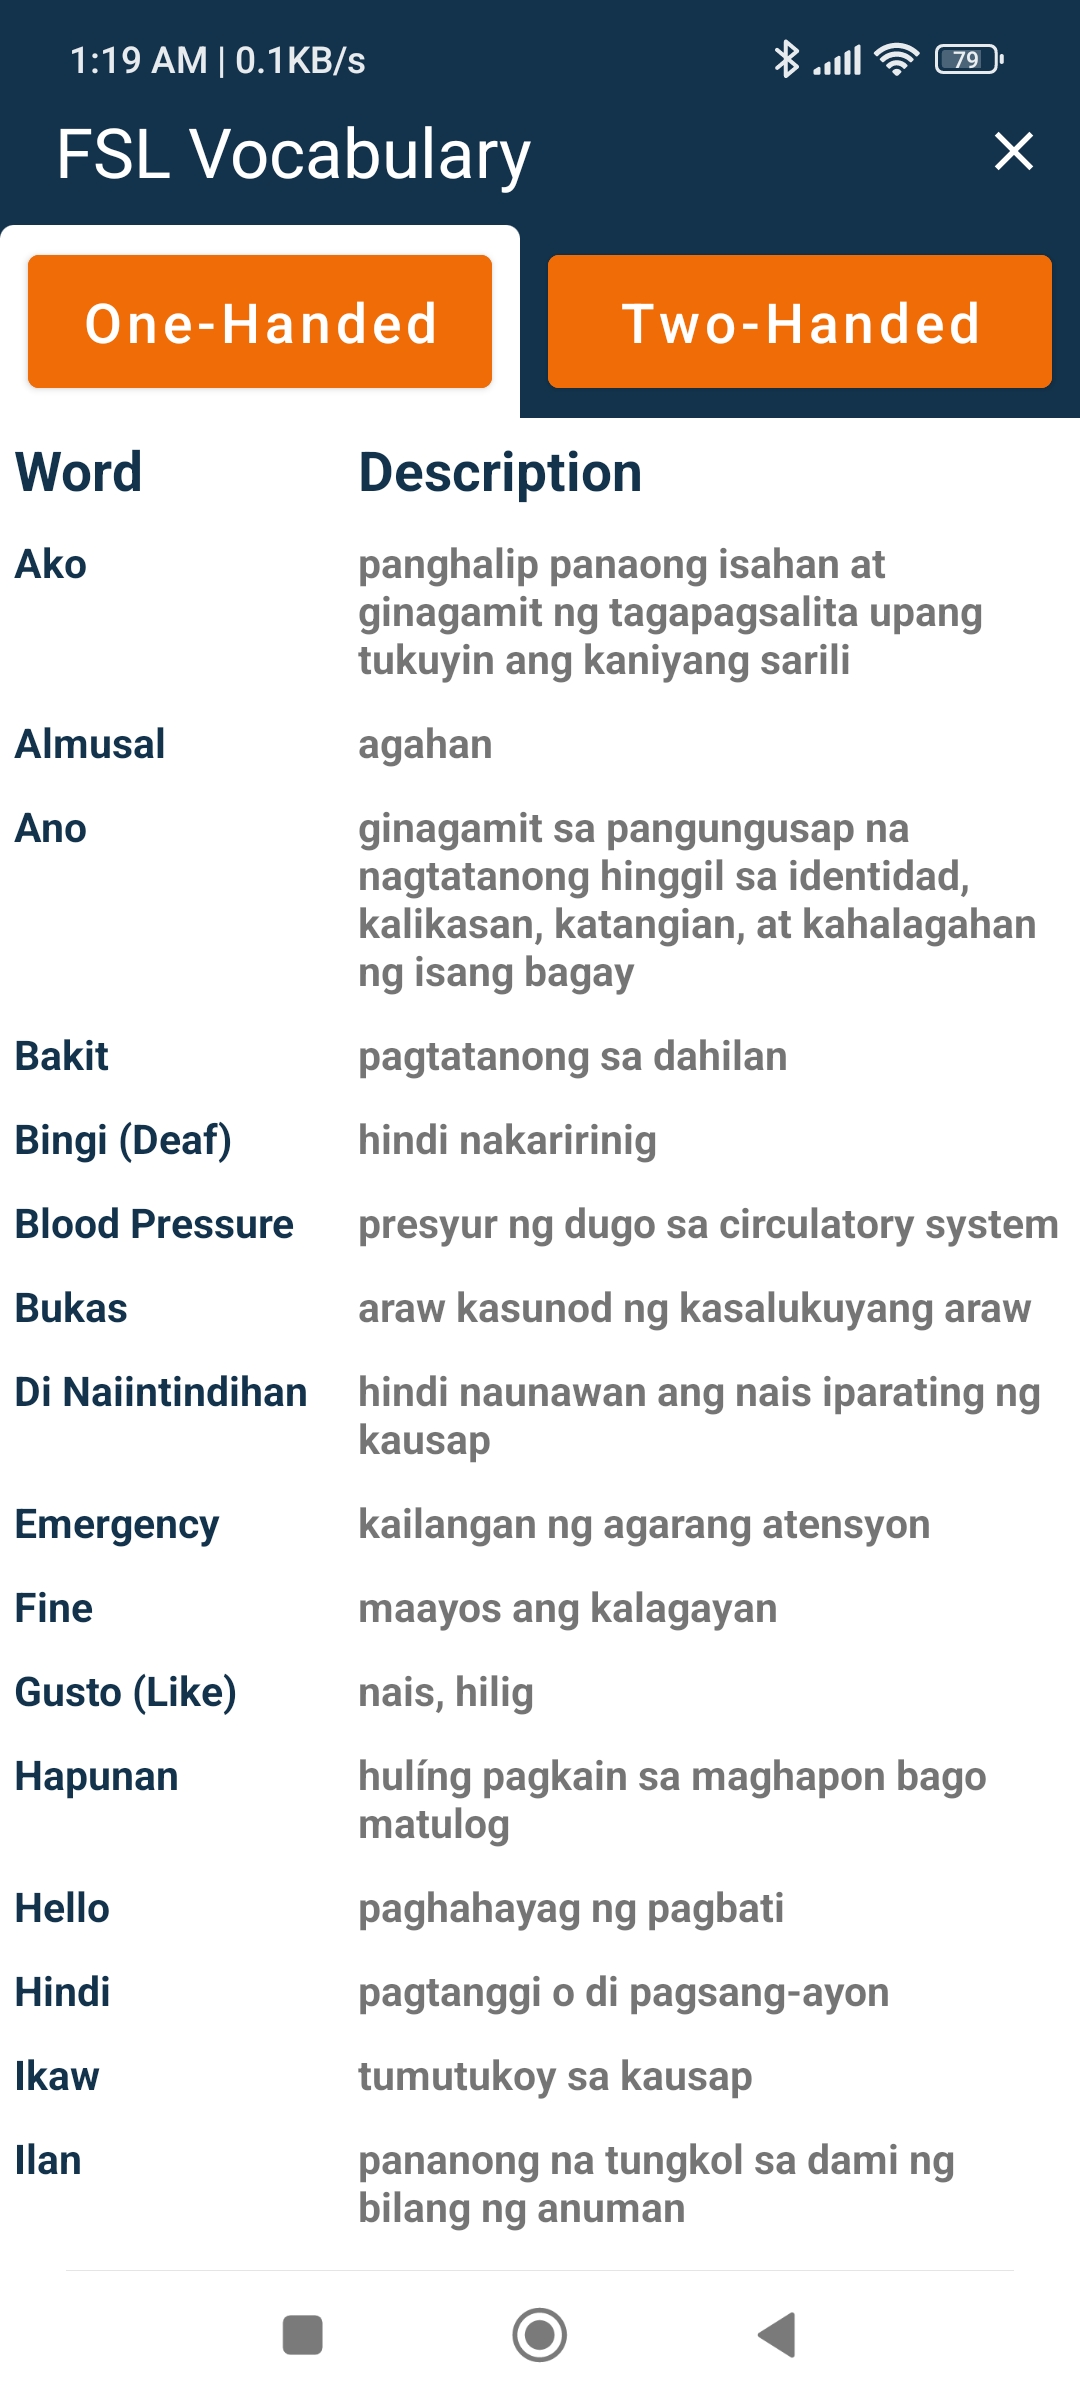 1:19 AM | 0.1KB/s
79
FSL Vocabulary
One-Handed
Two-Handed
Word
Description
Ako
panghalip panaong isahan at
ginagamit ng tagapagsalita upang
tukuyin ang kaniyang sarili
Almusal
agahan
Ano
ginagamit sa pangungusap na
nagtatanong hinggil sa identidad,
kalikasan, katangian, at kahalagahan
ng isang bagay
Bakit
pagtatanong sa dahilan
Bingi (Deaf)
hindi nakaririnig
Blood Pressure
presyur ng dugo sa circulatory system
Bukas
araw kasunod ng kasalukuyang araw
Di Naiintindihan
hindi naunawan ang nais iparating ng
kausap
Emergency
kailangan ng agarang atensyon
Fine
maayos ang kalagayan
Gusto (Like)
nais, hilig
Hapunan
hulíng pagkain sa maghapon bago
matulog
Hello
paghahayag ng pagbati
Hindi
pagtanggi o di pagsang-ayon
Ikaw
tumutukoy sa kausap
Ilan
pananong na tungkol sa dami ng
bilang ng anuman